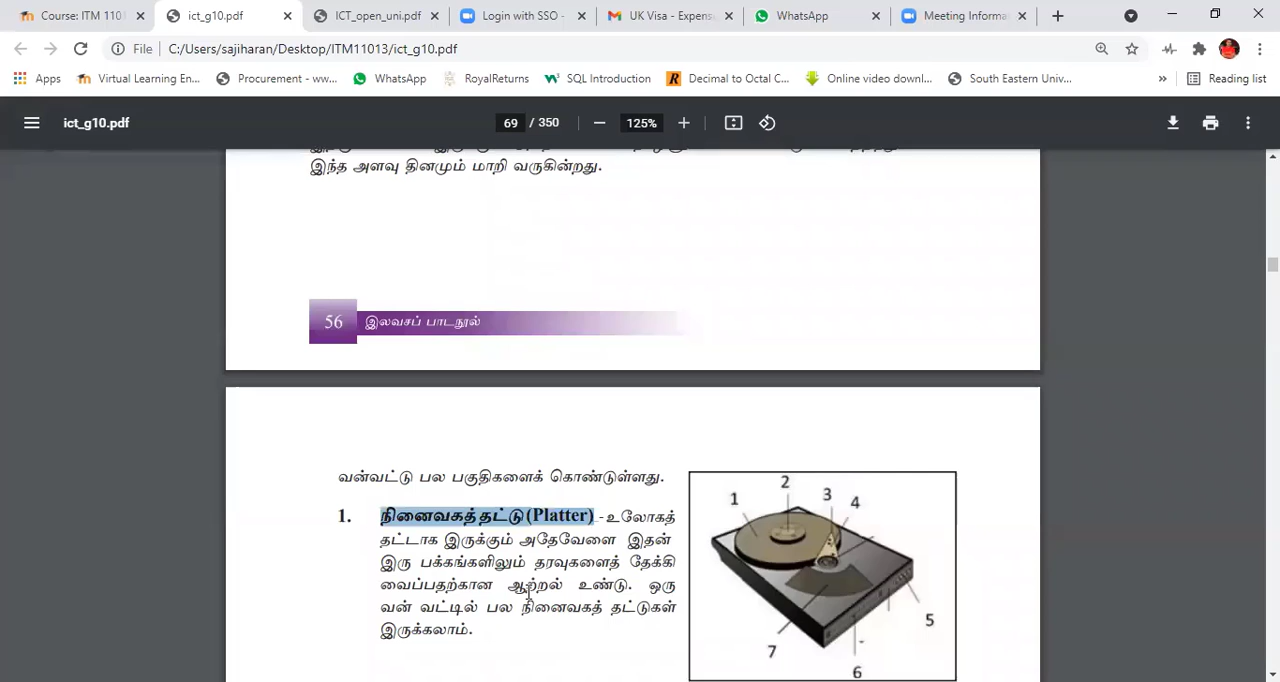 Course: ITM 110
ict_g10.pdf
ICT_open_uni.pdf
Login with SSO -
UK Visa - Expens
WhatsApp
Meeting Informa
File
C:/Users/sajiharan/Desktop/ITM11013/ict_g10.pdf
Apps
Virtual Learning En...
Procurement - ww...
WhatsApp
RoyalReturns
SQL Introduction
Decimal to Octal C...
Online video downl...
South Eastern Univ...
»
Reading list
ict_g10.pdf
69 / 350
125%
இந்த அளவு தினமும் மாறி வருகின்றது.
56
இலவசப் பாடநூல்
வன்வட்டு பல பகுதிகளைக் கொண்டுள்ளது.
1. நினைவகத்தட்டு(Platter) -உலோகத்
தட்டாக இருக்கும் அதேவேளை இதன்
இரு பக்கங்களிலும் தரவுகளைத் தேக்கி
வைப்பதற்கான ஆற்றல் உண்டு. ஒரு
வன் வட்டில் பல நினைவகத் தட்டுகள்
இருக்கலாம்.
1
2
3
4
5
6
7